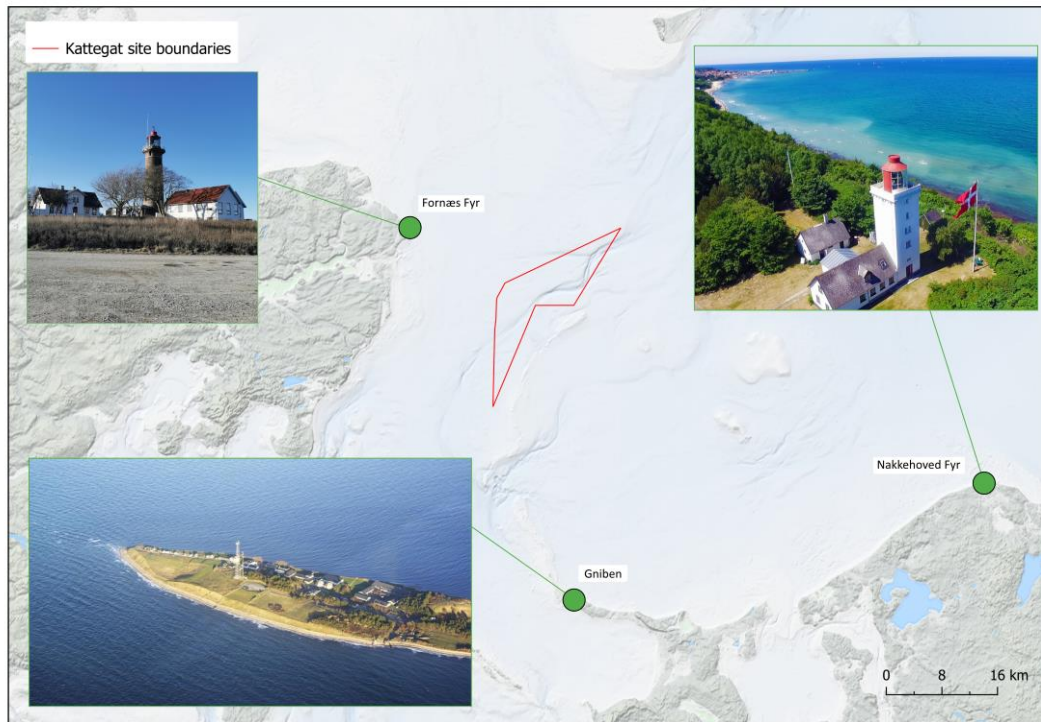 Kattegat site boundaries
Fornæs Fyr
Nakkehoved Fyr
Gniben
0 8 16 km